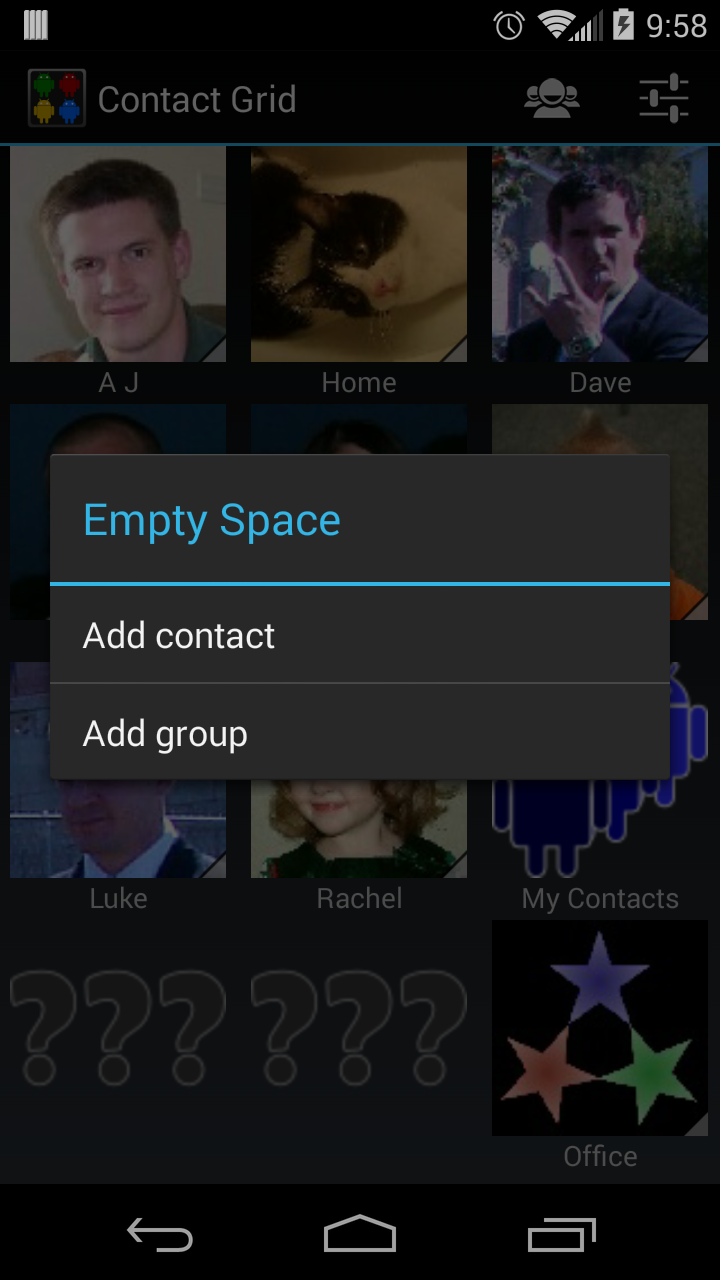 9:58
Contact Grid
A J
Home
Dave
Empty Space
Add contact
Add group
Luke
Rachel
My Contacts
??? ???
Office